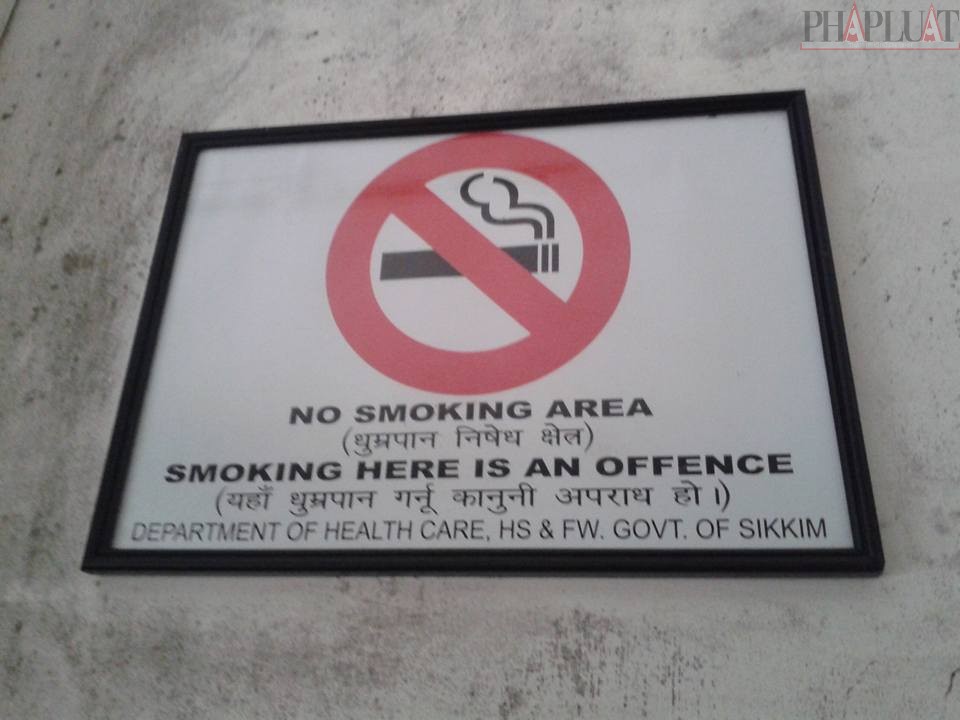 PHÁPLUẬT
NO SMOKING AREA
(धुम्रपान निषेध क्षेत्र)
SMOKING HERE IS AN OFFENCE
(यहाँ धुम्रपान गर्नू कानुनी अपराध हो।)
DEPARTMENT OF HEALTH CARE, HS & FW. GOVT. OF SIKKIM